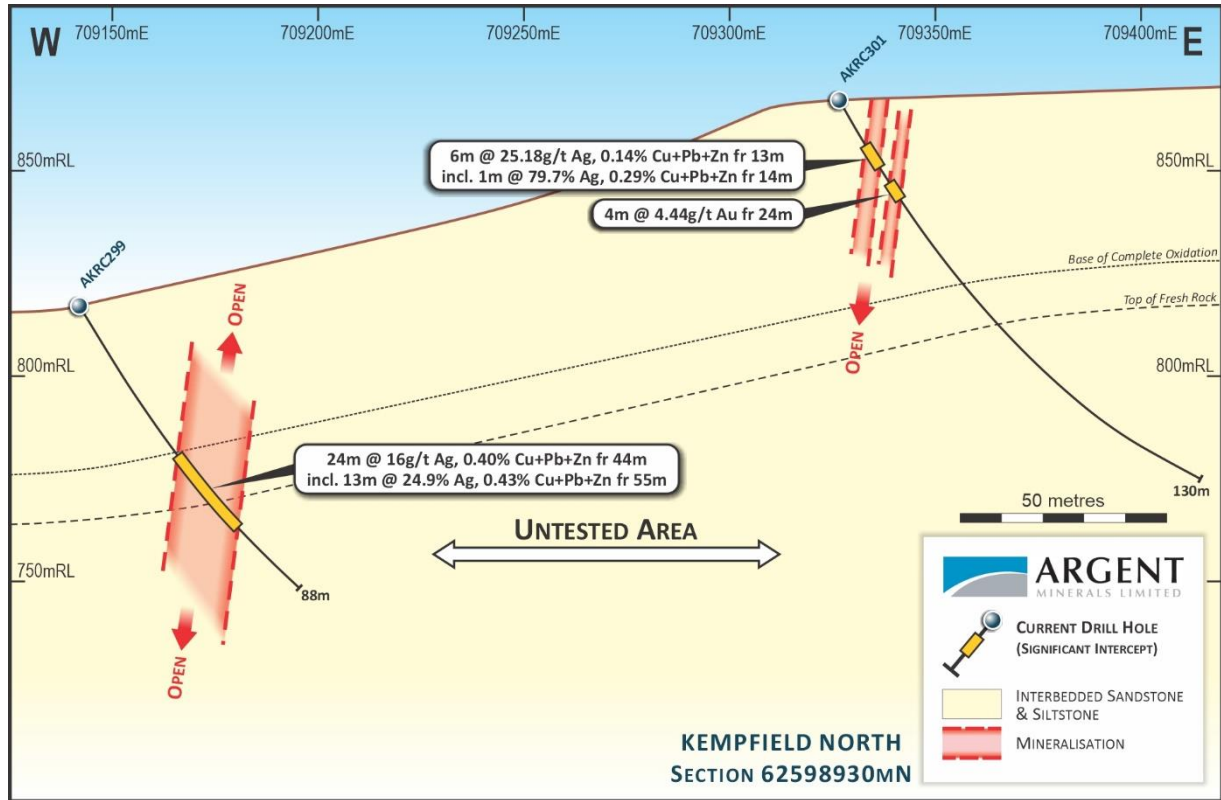 W
709150mE
709200mE
709250mE
709300mE
709350mE
709400mE
E
AKRC301
850mRL
6m @ 25.18g/t Ag, 0.14% Cu+Pb+Zn fr 13m
incl. 1m @ 79.7% Ag, 0.29% Cu+Pb+Zn fr 14m
850mRL
4m @ 4.44g/t Au fr 24m
AKRC299
Base of Complete Oxidation
Top of Fresh Rock
OPEN
OPEN
800mRL
800mRL
24m @ 16g/t Ag, 0.40% Cu+Pb+Zn fr 44m
incl. 13m @ 24.9% Ag, 0.43% Cu+Pb+Zn fr 55m
130m
50 metres
UNTESTED AREA
750mRL
88m
OPEN
ARGENT
MINERALS LIMITED
CURRENT DRILL HOLE
(SIGNIFICANT INTERCEPT)
INTERBEDDED SANDSTONE
& SILTSTONE
MINERALISATION
KEMPFIELD NORTH
SECTION 62598930MN